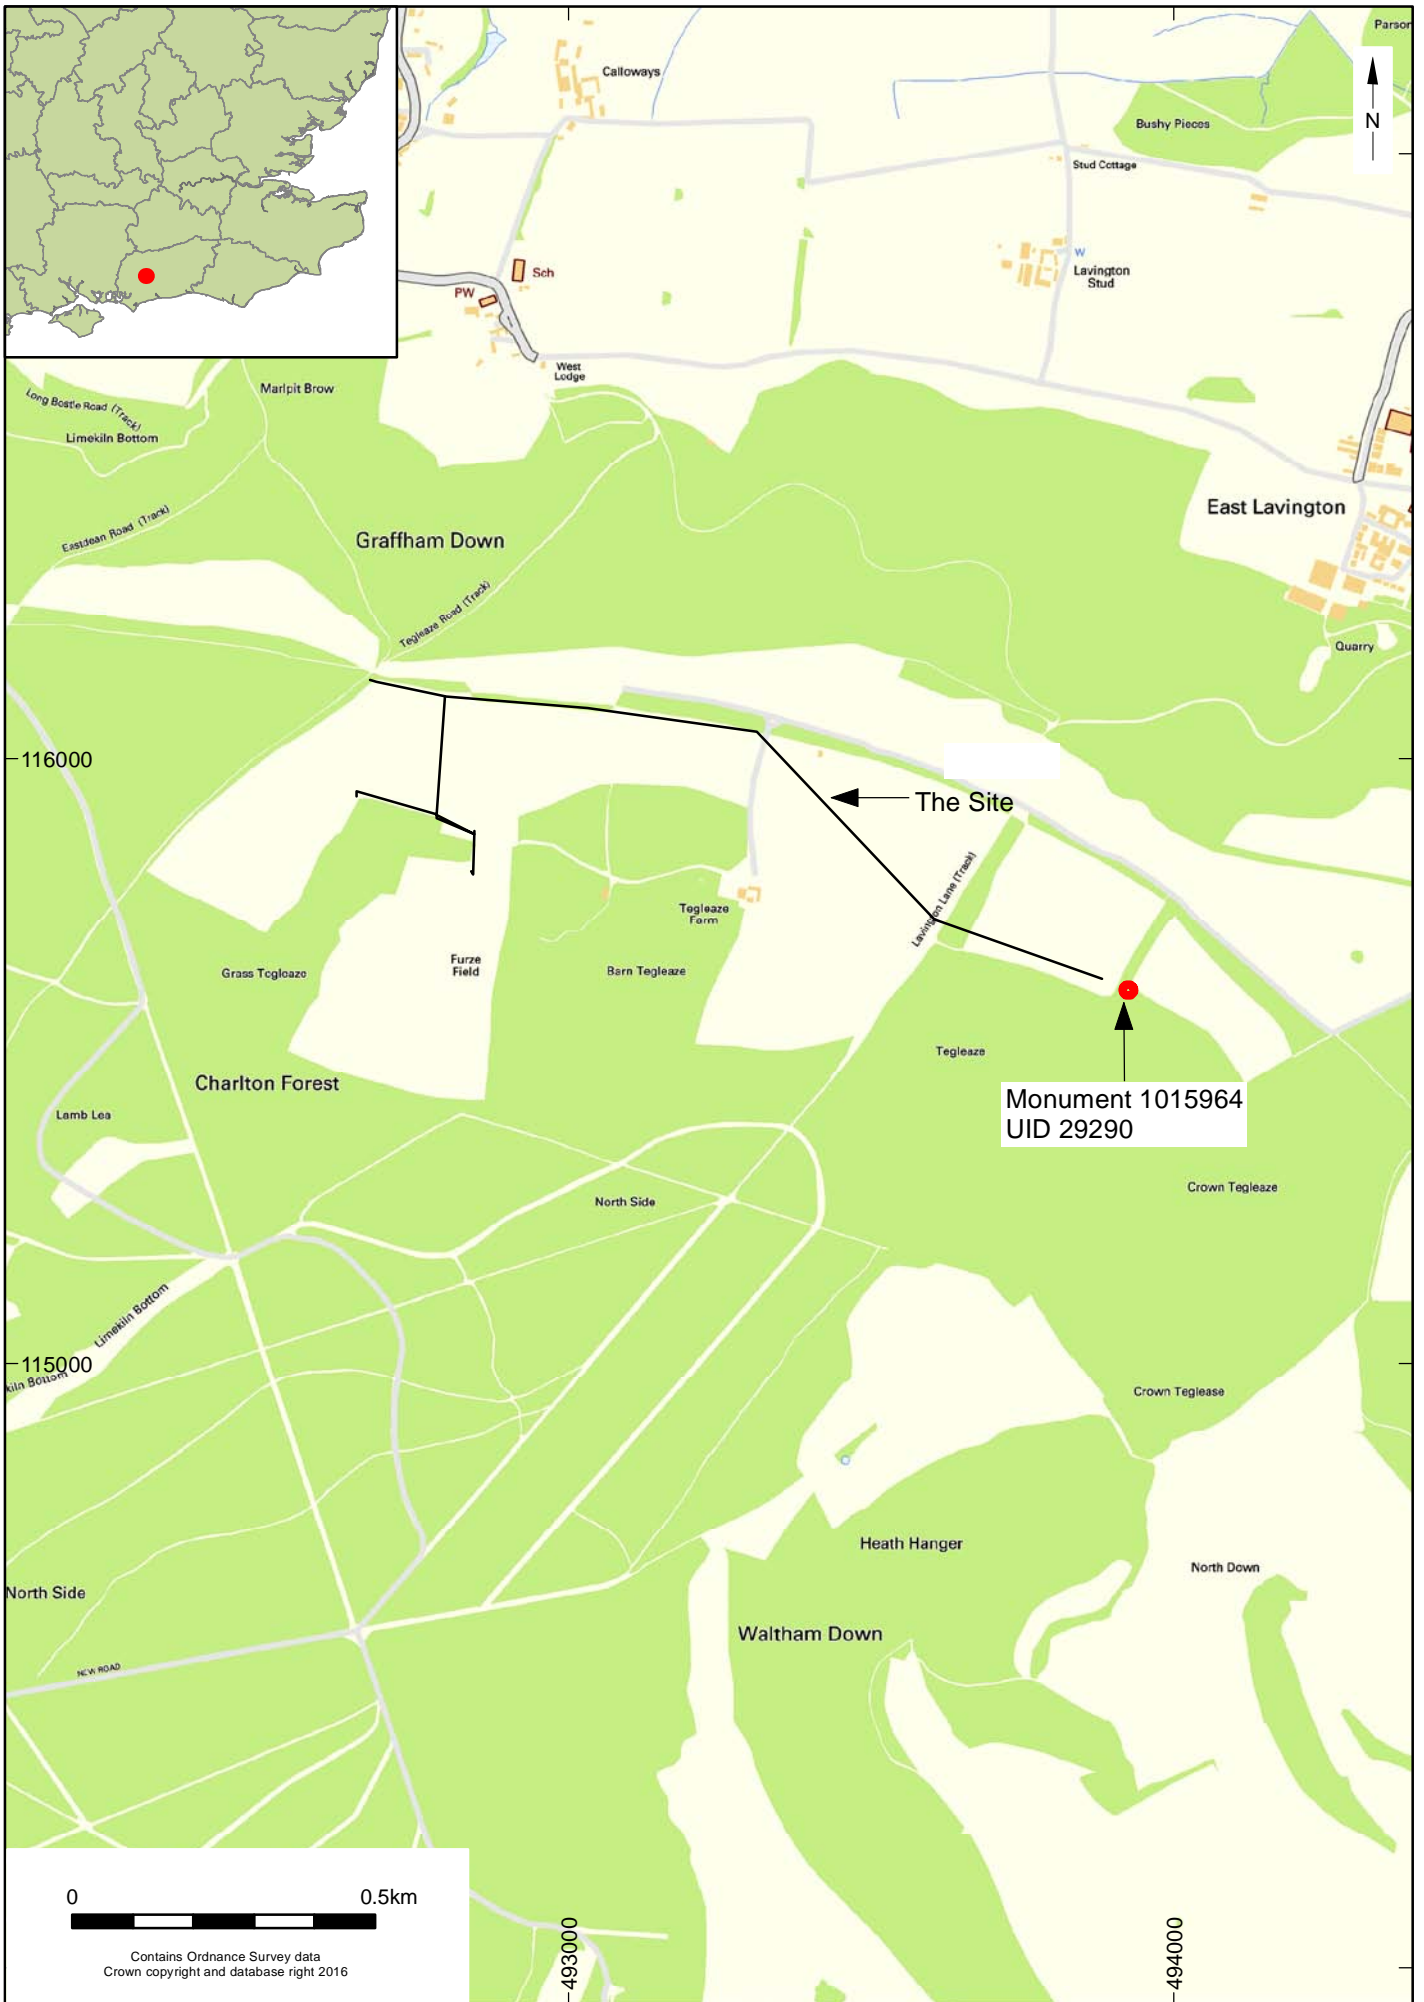 Parson
Calloways
N
Bushy Pieces
Stud Cottage
W
Lavington
Stud
Sch
PW
West
Lodge
Marlpit Brow
Long Bostle Road (Track)
Limekiln Bottom
East Lavington
Eastdean Road (Track)
Graffham Down
Tegleaze Road (Track)
Quarry
116000
The Site
Lavington Lane (Track)
Tegleaze
Farm
Furze
Field
Grass Tegleaze
Barn Tegleaze
Tegleaze
Charlton Forest
Monument 1015964
UID 29290
Lamb Lea
Crown Tegleaze
North Side
Limekiln Bottom
115000
kiln Bottom
Crown Teglease
Heath Hanger
North Down
North Side
Waltham Down
NEW ROAD
0 0.5km
493000
494000
Contains Ordnance Survey data
Crown copyright and database right 2016